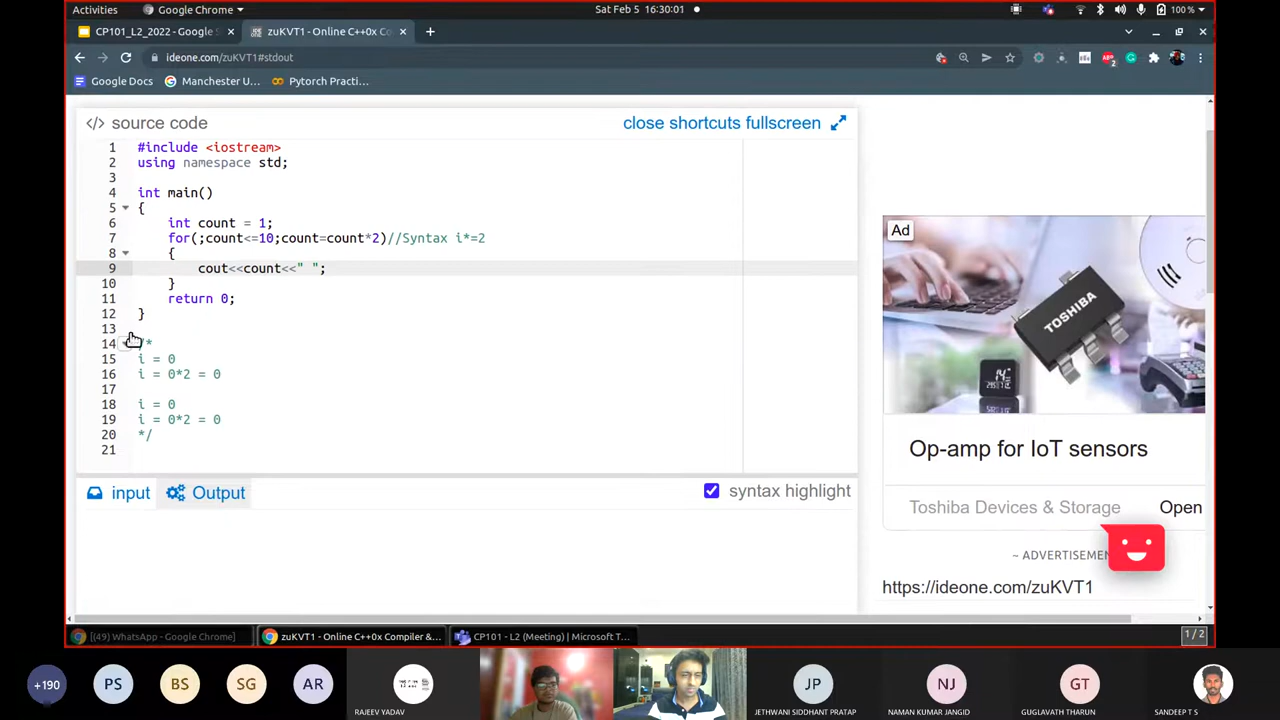 Activities
Google Chrome
Sat Feb 5 16:30:01
100%
CP101_L2_2022 - Google S
zuKVT1 - Online C++0x Co
ideone.com/zuKVT1#stdout
Google Docs
Manchester U...
Pytorch Practi...
</> source code
close shortcuts fullscreen
1 #include <iostream>
2 using namespace std;
3
4 int main()
5 {
6 int count = 1;
7 for(;count<=10;count=count*2)//Syntax i*=2
8 {
9 cout<<count<<" ";
10 }
11 return 0;
12 }
13
14 /*
15 i = 0
16 i = 0*2 = 0
17
18 i = 0
19 i = 0*2 = 0
20 */
21
input
Output
syntax highlight
Ad
TOSHIBA
Op-amp for IoT sensors
Toshiba Devices & Storage
Open
~ ADVERTISEMEN
https://ideone.com/zuKVT1
[(49) WhatsApp - Google Chrome]
zuKVT1 - Online C++0x Compiler &...
CP101 - L2 (Meeting) | Microsoft T...
1 / 2
+190
PS
BS
SG
AR
RAJEEV YADAV
JP
JETHWANI SIDDHANT PRATAP
NJ
NAMAN KUMAR JANGID
GT
GUGLAVATH THARUN
SANDEEP T S